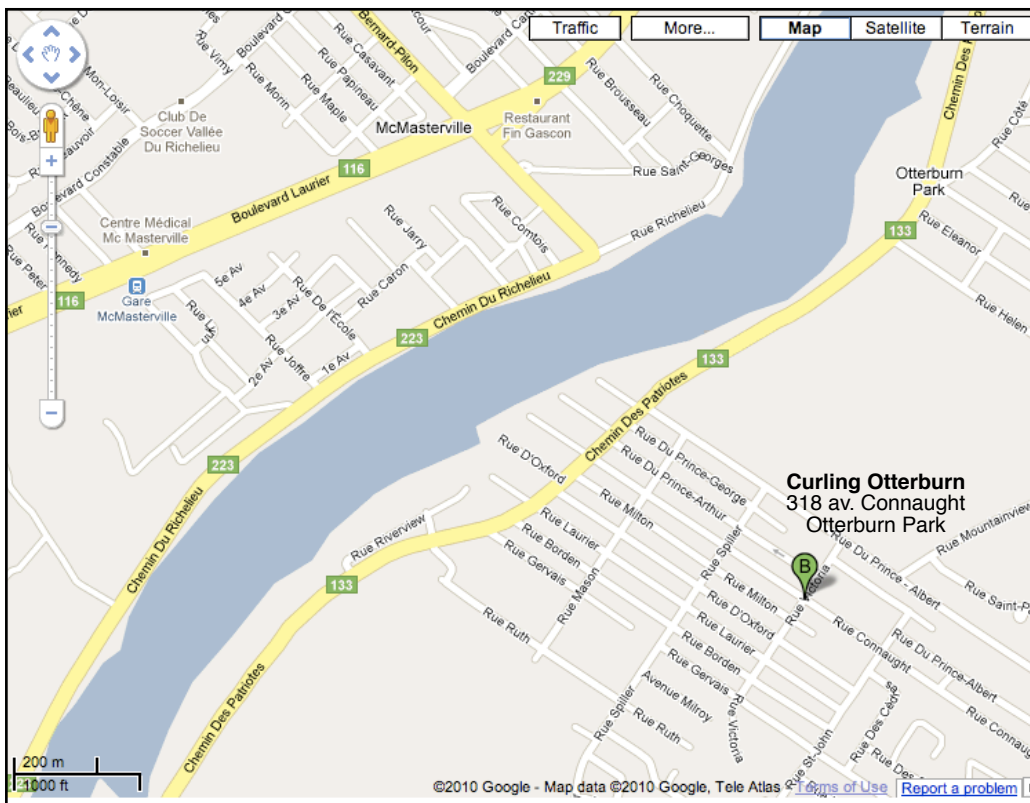 Traffic
More...
Map
Satellite
Terrain
Bernard-Pilon
Rue Vimy
Rue Casavant
Rue Papineau
Rue Maple
Rue Morin
229
Rue Brousseau
Rue Choquette
Chemin Des
Rue Côté
Mon-Loisir
Club De
Soccer Vallée
Du Richelieu
McMasterville
Restaurant
Fin Gascon
Boulevard Constable
116
Boulevard Laurier
Rue Saint-Georges
Otterburn
Park
Centre Médical
Mc Masterville
Rue Jarry
Rue Comtois
Rue Richelieu
133
Rue Eleanor
Rue Peter
Gare
McMasterville
116
5e Av
4e Av
3e Av
Rue De l'École
Rue Caron
Chemin Du Richelieu
Rue Helen
223
2e Av
Rue Joffre
1e Av
133
Chemin Des Patriotes
223
Chemin Du Richelieu
Rue D'Oxford
Rue Milton
Rue Du Prince-Arthur
Rue Du Prince-George
Curling Otterburn
318 av. Connaught
Otterburn Park
Rue Mountainview
Rue Riverview
133
Rue Laurier
Rue Borden
Rue Gervais
Rue Mason
Rue Spiller
B
Rue Victoria
Rue Du Prince - Albert
Rue Ruth
Rue Milton
Rue D'Oxford
Rue Laurier
Rue Borden
Rue Gervais
Rue Connaught
Rue Du Prince-Albert
Chemin Des Patriotes
Avenue Milroy
Rue Ruth
Rue Spiller
Rue Victoria
Rue St-John
Rue Des Cèdres
200 m
1000 ft
©2010 Google - Map data ©2010 Google, Tele Atlas - Terms of Use
Report a problem